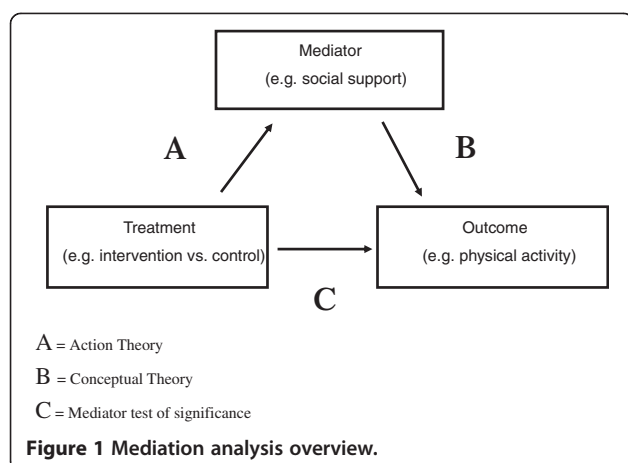 Mediator
(e.g. social support)
A
B
Treatment
(e.g. intervention vs. control)
Outcome
(e.g. physical activity)
C
A = Action Theory
B = Conceptual Theory
C = Mediator test of significance
Figure 1 Mediation analysis overview.